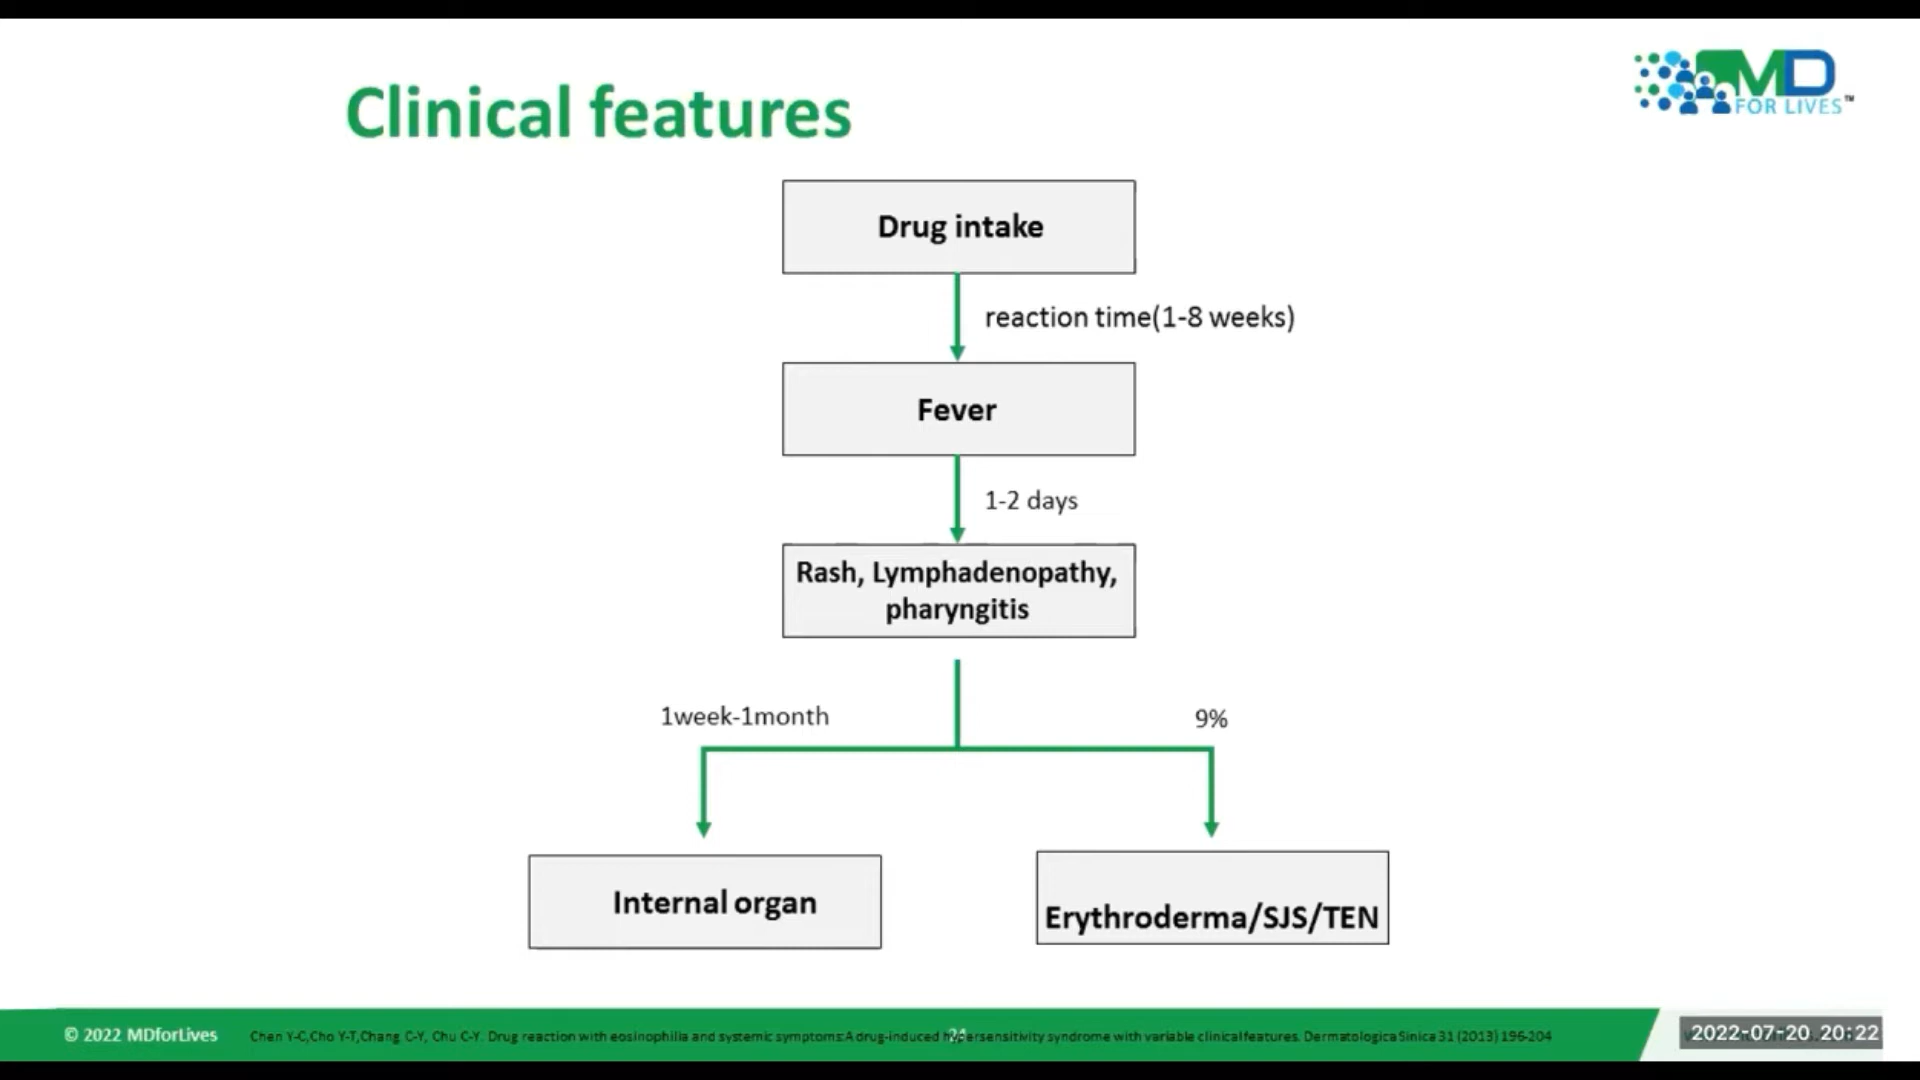 MD
FOR LIVES™
Clinical features
Drug intake
reaction time(1-8 weeks)
Fever
1-2 days
Rash, Lymphadenopathy,
pharyngitis
1week-1month
9%
Internal organ
Erythroderma/SJS/TEN
© 2022 MDforLives
Chen Y-C,Cho Y-T,Chang C-Y, Chu C-Y. Drug reaction with eosinophilia and systemic symptoms:A drug-induced hypersensitivity syndrome with variable clinical features. Dermatologica Sinica 31 (2013) 196-204
24
2022-07-20 20:22